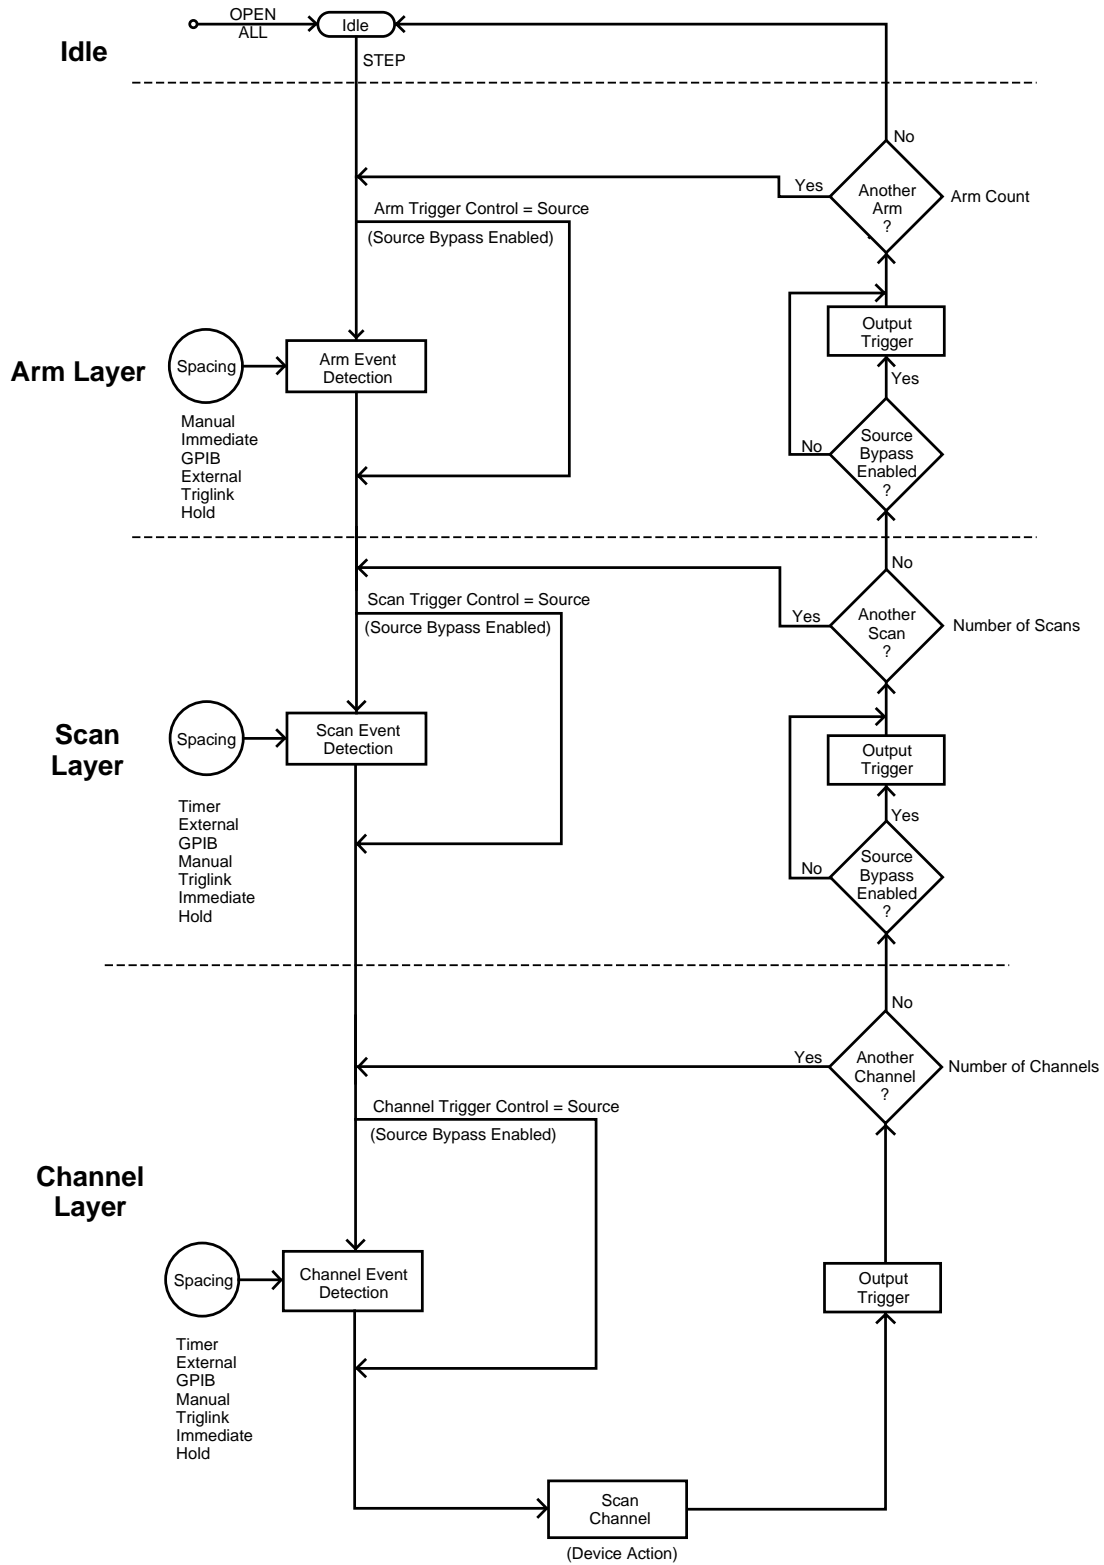 OPEN
ALL
Idle
Idle
STEP
No
Yes
Another
Arm
?
Arm Count
Arm Trigger Control = Source
(Source Bypass Enabled)
Output
Trigger
Spacing
Arm Event
Detection
Arm Layer
Yes
Manual
Immediate
GPIB
External
Triglink
Hold
No
Source
Bypass
Enabled
?
No
Scan Trigger Control = Source
(Source Bypass Enabled)
Yes
Another
Scan
?
Number of Scans
Scan
Layer
Spacing
Scan Event
Detection
Output
Trigger
Timer
External
GPIB
Manual
Triglink
Immediate
Hold
Yes
No
Source
Bypass
Enabled
?
No
Yes
Another
Channel
?
Number of Channels
Channel Trigger Control = Source
(Source Bypass Enabled)
Channel
Layer
Spacing
Channel Event
Detection
Output
Trigger
Timer
External
GPIB
Manual
Triglink
Immediate
Hold
Scan
Channel
(Device Action)